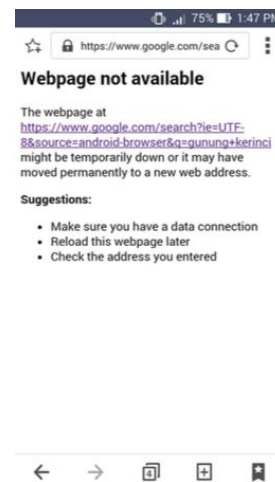 75% 1:47 PM
https://www.google.com/sea
Webpage not available
The webpage at
https://www.google.com/search?ie=UTF-
8&source=android-browser&q=gunung+kerinci
might be temporarily down or it may have
moved permanently to a new web address.
Suggestions:
• Make sure you have a data connection
• Reload this webpage later
• Check the address you entered
4